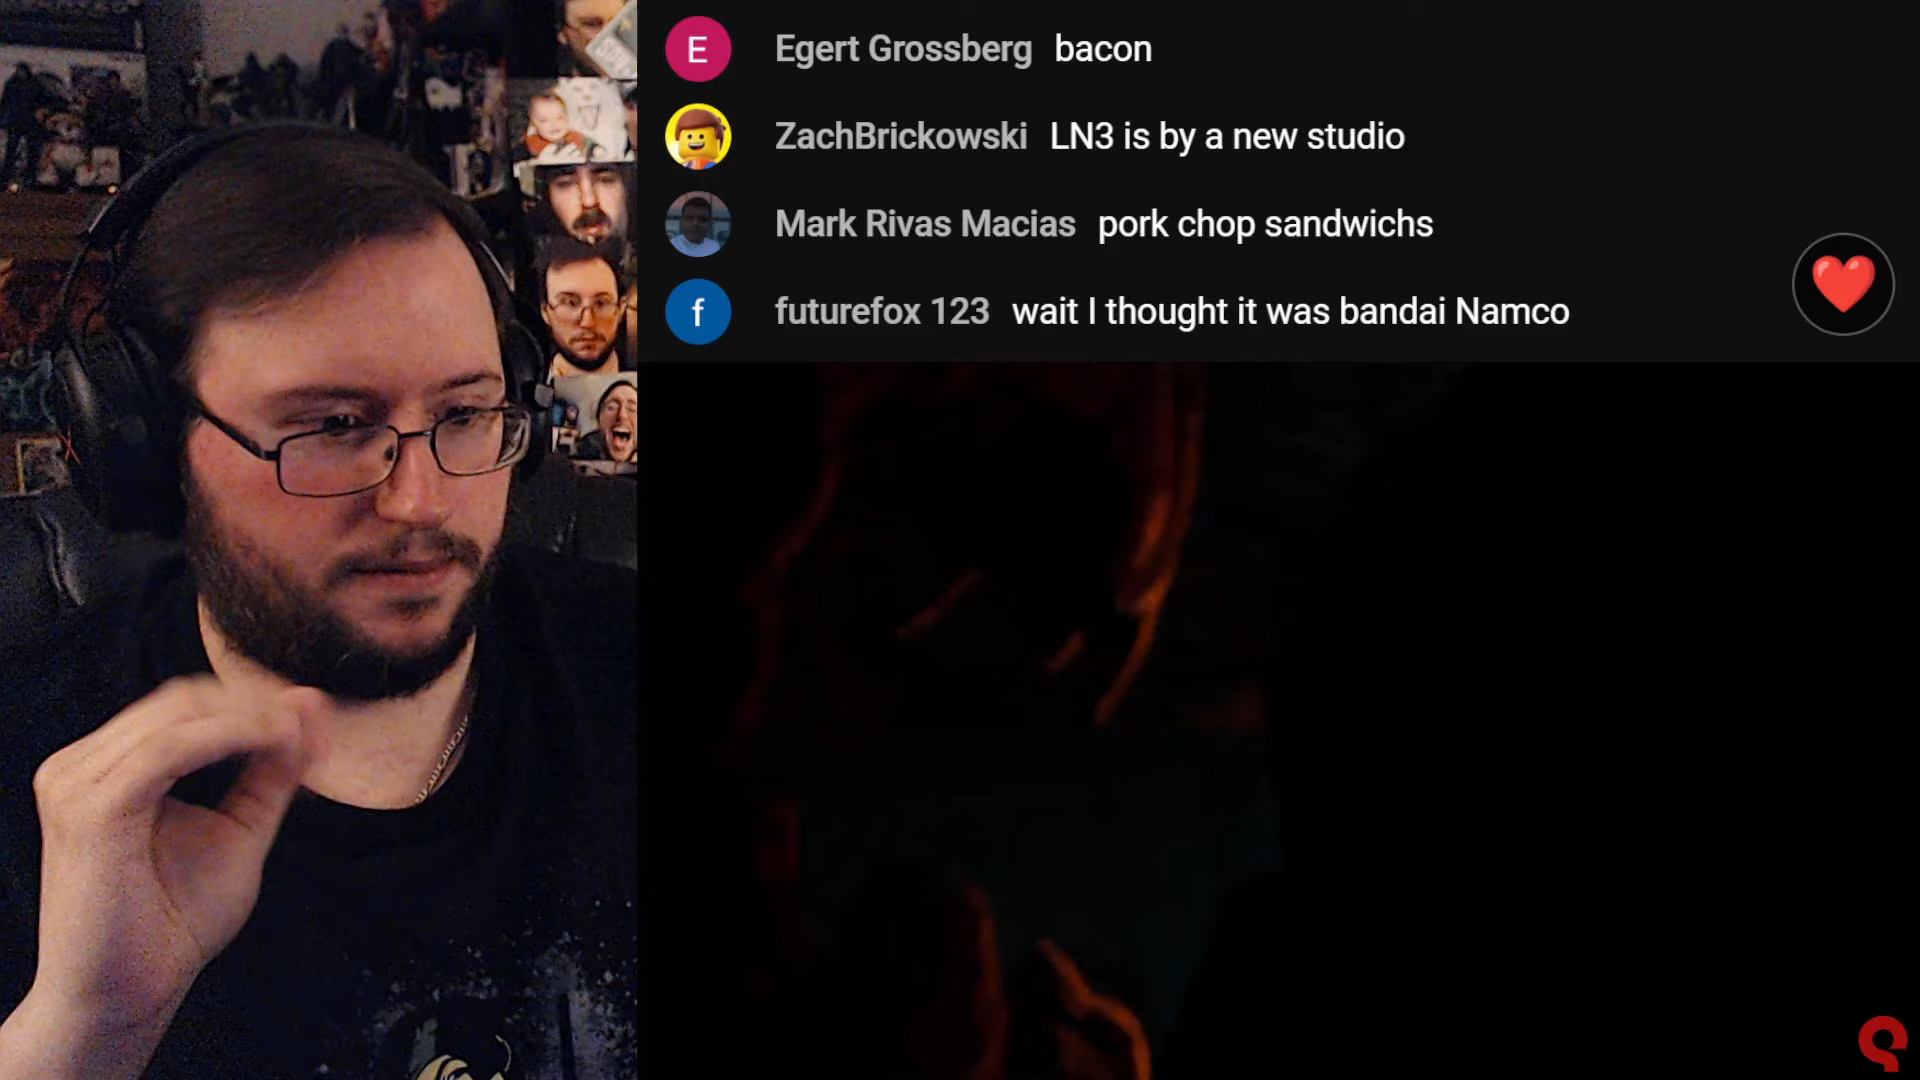 E Egert Grossberg bacon
ZachBrickowski LN3 is by a new studio
Mark Rivas Macias pork chop sandwichs
f futurefox 123 wait I thought it was bandai Namco